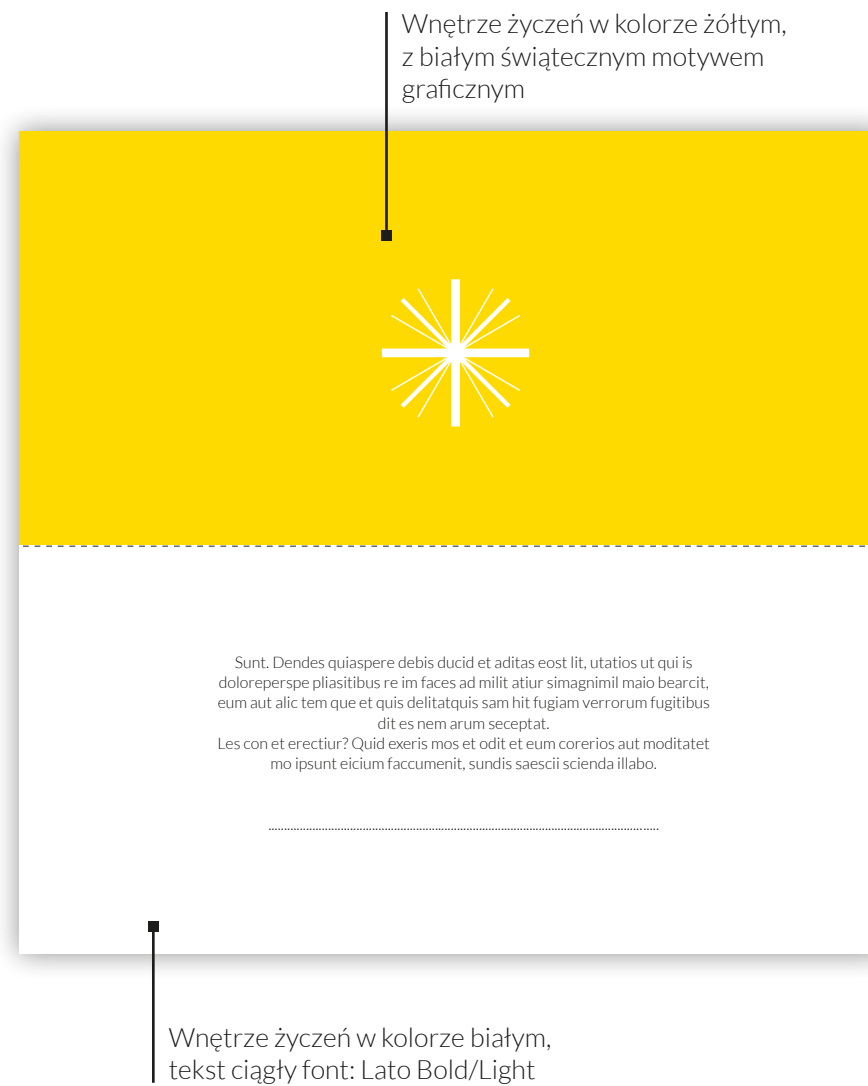 Wnętrze życzeń w kolorze żółtym,
z białym świątecznym motywem
graficznym
Sunt. Dendes quiaspere debis ducid et aditas eost lit, utatios ut qui is
doloreperspe pliasitibus re im faces ad milit atiur simagnimil maio bearcit,
eum aut alic tem que et quis delitatquis sam hit fugiam verrorum fugitibus
dit es nem arum seceptat.
Les con et erectiur? Quid exeris mos et odit et eum corerios aut moditatet
mo ipsunt eicium faccumenit, sundis saescii scienda illabo.
Wnętrze życzeń w kolorze białym,
tekst ciągły font: Lato Bold/Light